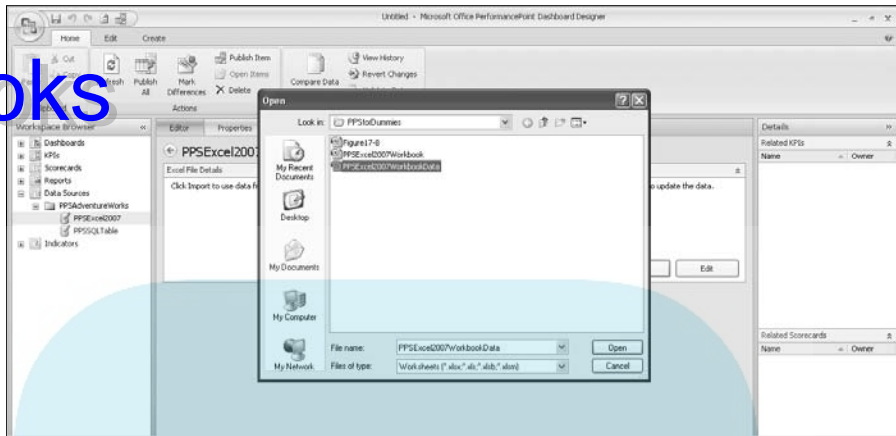 Untitled - Microsoft Office PerformancePoint Dashboard Designer
Home Edit Create
Cut
Copy
Refresh
Publish All
Mark Differences
Publish Item
Open Items
Delete
Compare Data
View History
Revert Changes
Actions
oks
Workspace Browser «
Dashboards
KPIs
Scorecards
Reports
Data Sources
PPSAdventureWorks
PPSExcel2007
PPSSQLTable
Indicators
Editor Properties
PPSExcel2007
Excel File Details
Click Import to use data
o update the data.
Edit
Open
Look in: PPStoDummies
My Recent Documents
Desktop
My Documents
My Computer
My Network
Figure17-8
PPSExcel2007Workbook
PPSExcel2007WorkbookData
File name: PPSExcel2007WorkbookData
Files of type: Worksheets (*.xlsx;*.xls;*.xlsb;*.xlsm)
Open
Cancel
Details »
Related KPIs
Name Owner
Related Scorecards
Name Owner